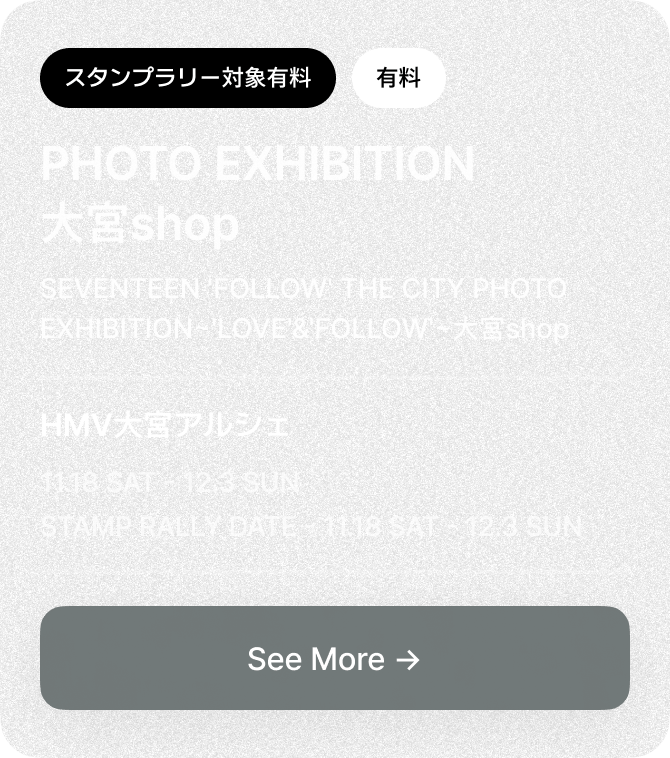 スタンプラリー対象有料
有料
PHOTO EXHIBITION
大宮shop
SEVENTEEN 'FOLLOW' THE CITY PHOTO
EXHIBITION~'LOVE'&'FOLLOW'~大宮shop
HMV大宮アルシェ
11.18 SAT - 12.3 SUN
STAMP RALLY DATE - 11.18 SAT - 12.3 SUN
See More →